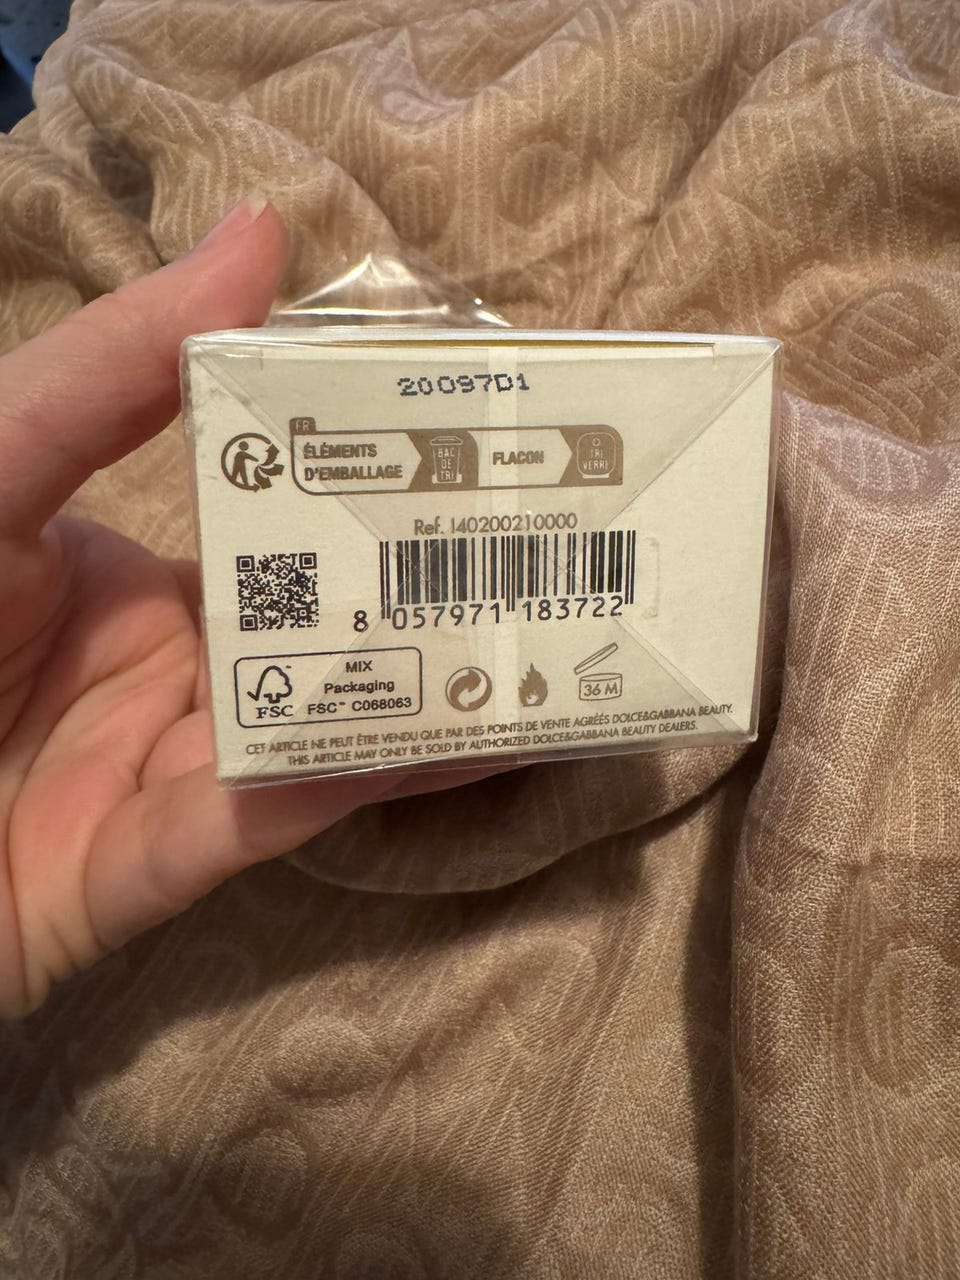 20097D1
FR
ÉLÉMENTS
D'EMBALLAGE
BAC
DE
TRI
FLACON
TRI
VERRE
Ref. I40200210000
8 057971 183722
MIX
Packaging
FSC™ C068063
FSC
36 M
CET ARTICLE NE PEUT ÊTRE VENDU QUE PAR DES POINTS DE VENTE AGRÉÉS DOLCE&GABBANA BEAUTY.
THIS ARTICLE MAY ONLY BE SOLD BY AUTHORIZED DOLCE&GABBANA BEAUTY DEALERS.